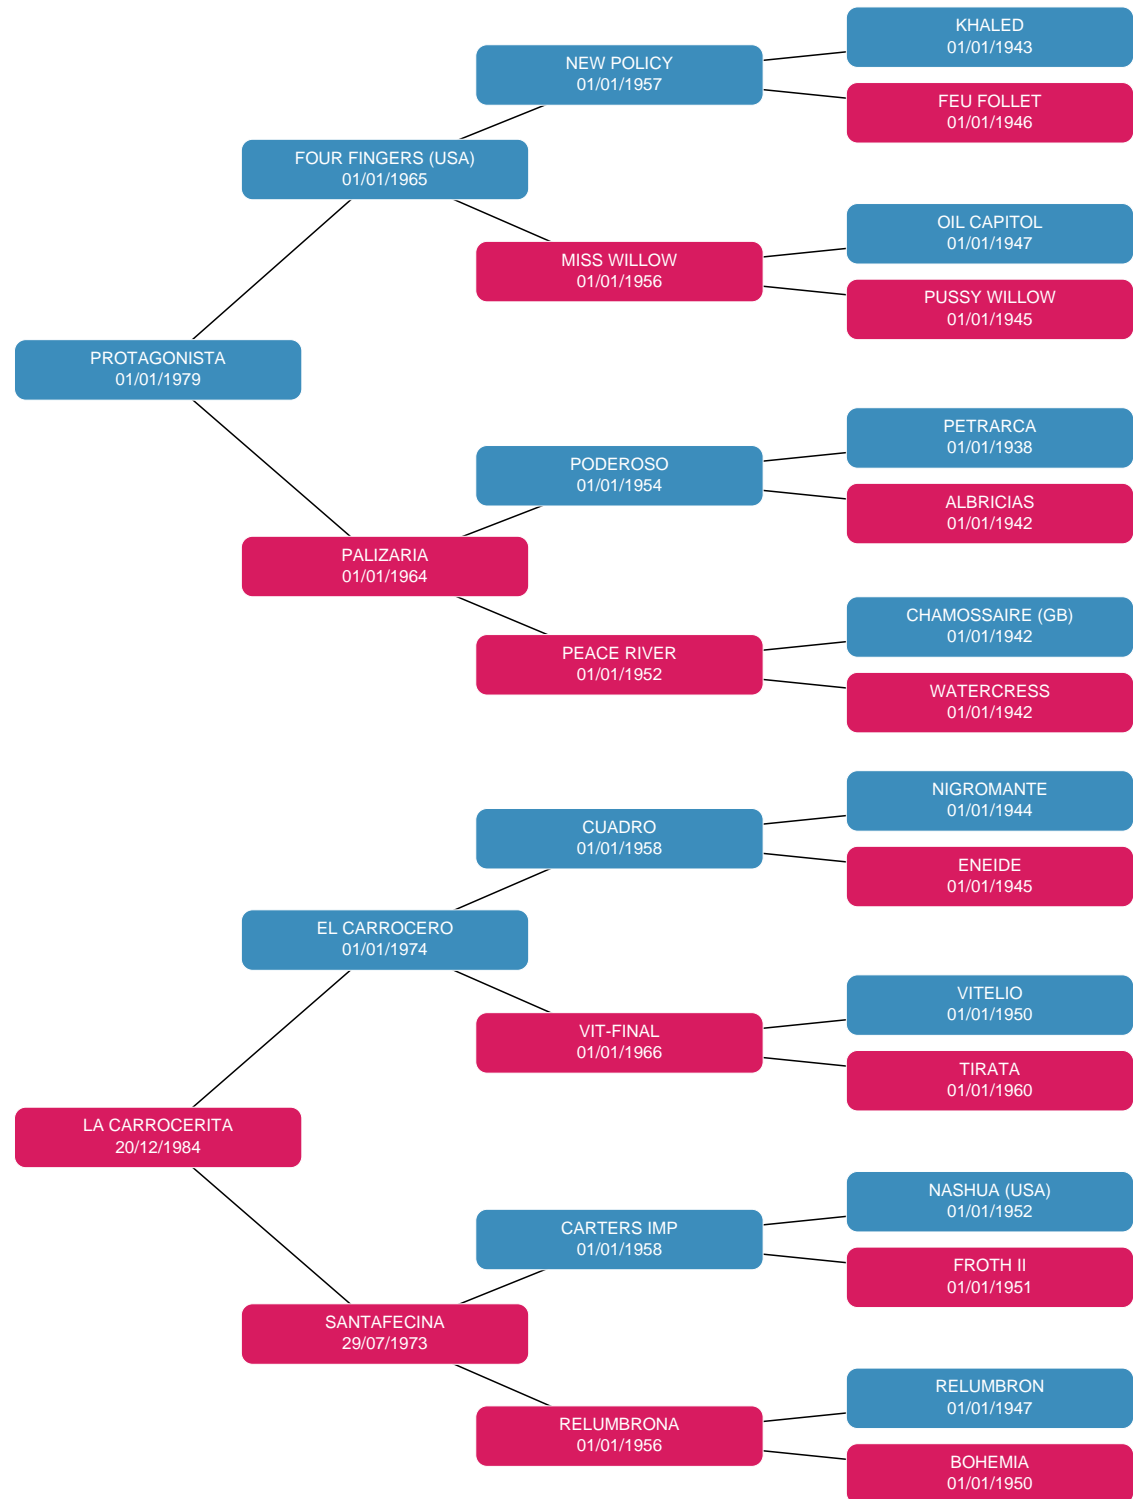 KHALED
01/01/1943
NEW POLICY
01/01/1957
FEU FOLLET
01/01/1946
FOUR FINGERS (USA)
01/01/1965
OIL CAPITOL
01/01/1947
MISS WILLOW
01/01/1956
PUSSY WILLOW
01/01/1945
PROTAGONISTA
01/01/1979
PETRARCA
01/01/1938
PODEROSO
01/01/1954
ALBRICIAS
01/01/1942
PALIZARIA
01/01/1964
CHAMOSSAIRE (GB)
01/01/1942
PEACE RIVER
01/01/1952
WATERCRESS
01/01/1942
NIGROMANTE
01/01/1944
CUADRO
01/01/1958
ENEIDE
01/01/1945
EL CARROCERO
01/01/1974
VITELIO
01/01/1950
VIT-FINAL
01/01/1966
TIRATA
01/01/1960
LA CARROCERITA
20/12/1984
NASHUA (USA)
01/01/1952
CARTERS IMP
01/01/1958
FROTH II
01/01/1951
SANTAFECINA
29/07/1973
RELUMBRON
01/01/1947
RELUMBRONA
01/01/1956
BOHEMIA
01/01/1950